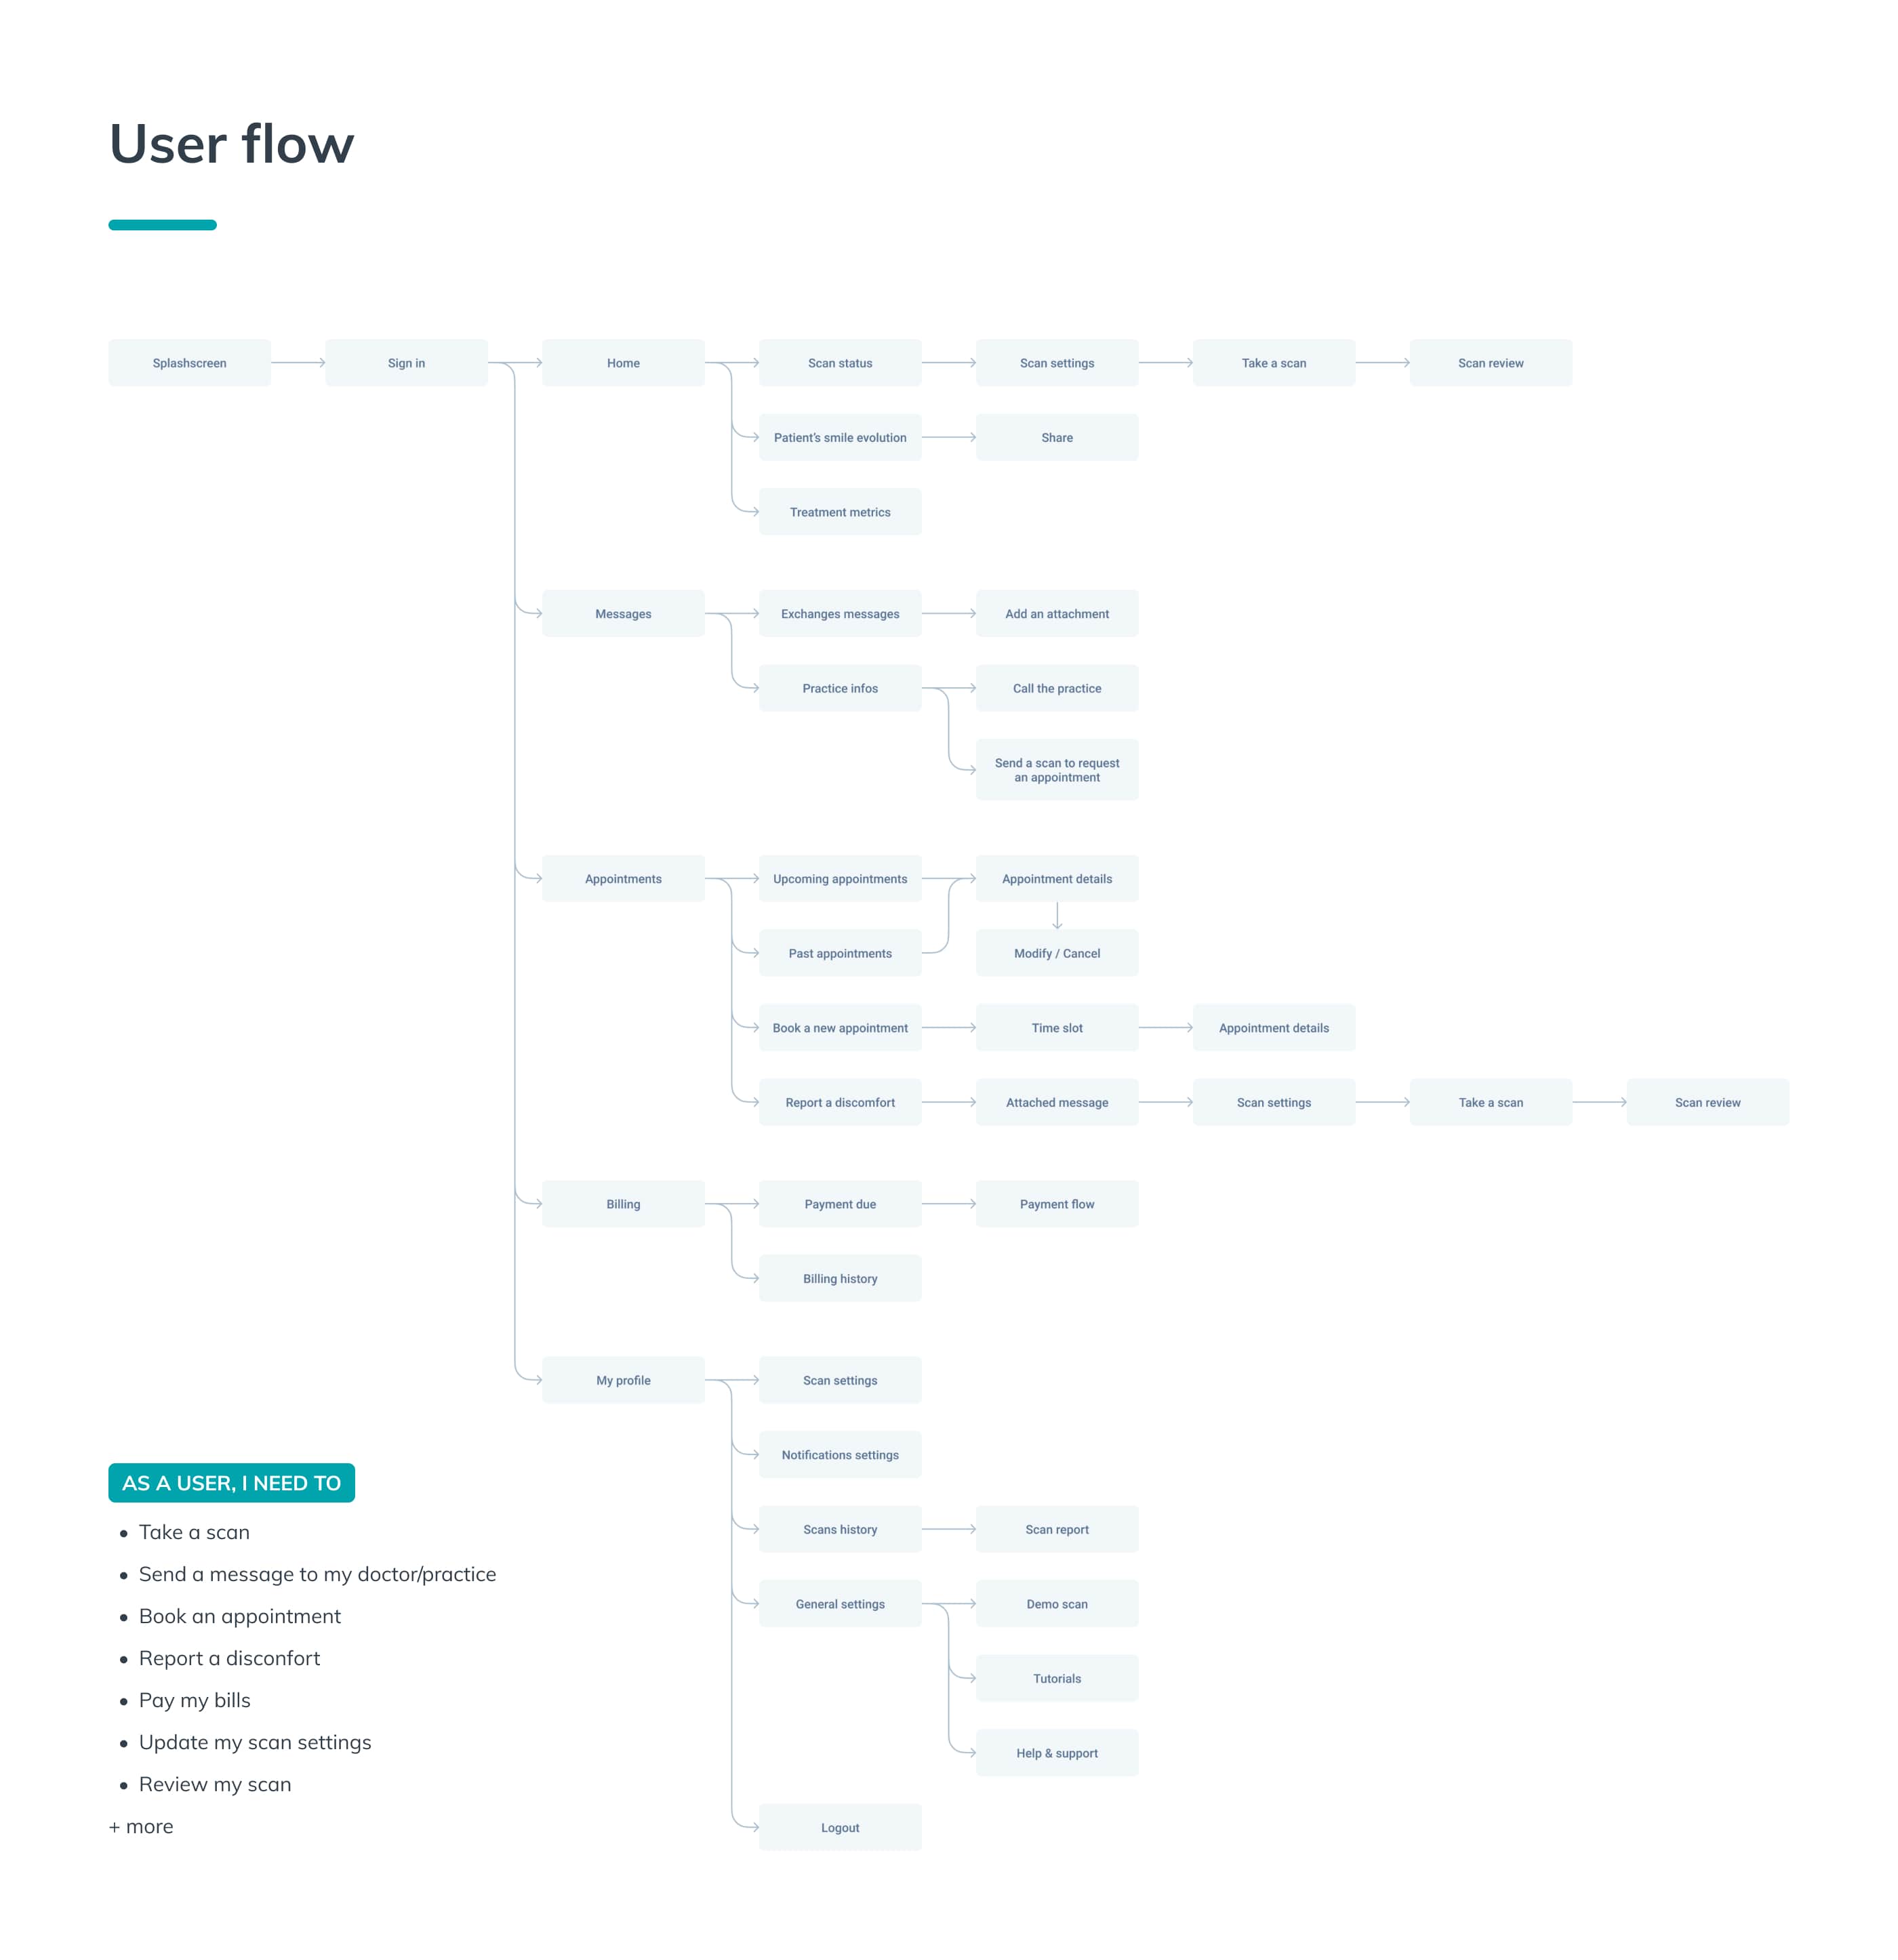 User flow
Splashscreen
Sign in
Home
Scan status
Scan settings
Take a scan
Scan review
Patient's smile evolution
Share
Treatment metrics
Messages
Exchanges messages
Add an attachment
Practice infos
Call the practice
Send a scan to request
an appointment
Appointments
Upcoming appointments
Appointment details
Past appointments
Modify / Cancel
Book a new appointment
Time slot
Appointment details
Report a discomfort
Attached message
Scan settings
Take a scan
Scan review
Billing
Payment due
Payment flow
Billing history
My profile
Scan settings
Notifications settings
Scans history
Scan report
General settings
Demo scan
Tutorials
Help & support
Logout
AS A USER, I NEED TO
• Take a scan
• Send a message to my doctor/practice
• Book an appointment
• Report a disconfort
• Pay my bills
• Update my scan settings
• Review my scan
+ more